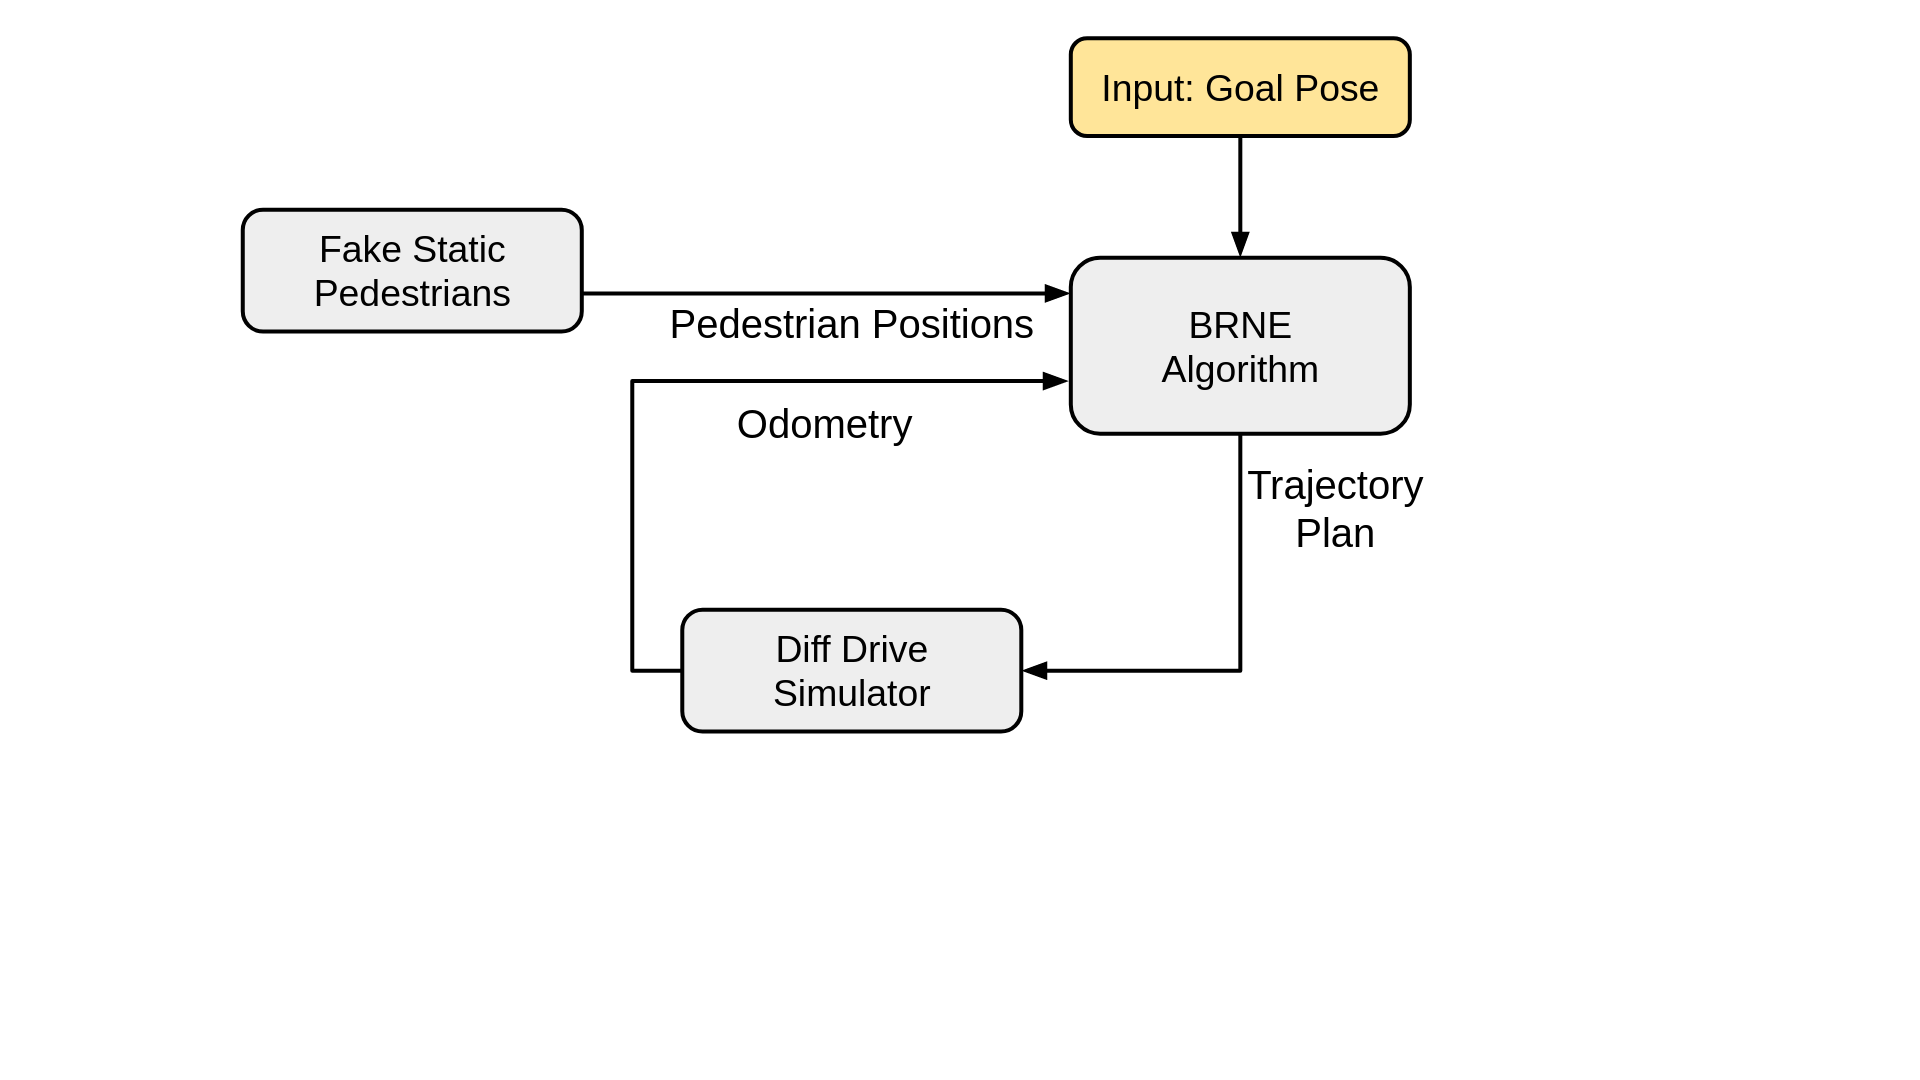 Input: Goal Pose
Fake Static
Pedestrians
Pedestrian Positions
BRNE
Algorithm
Odometry
Trajectory
Plan
Diff Drive
Simulator